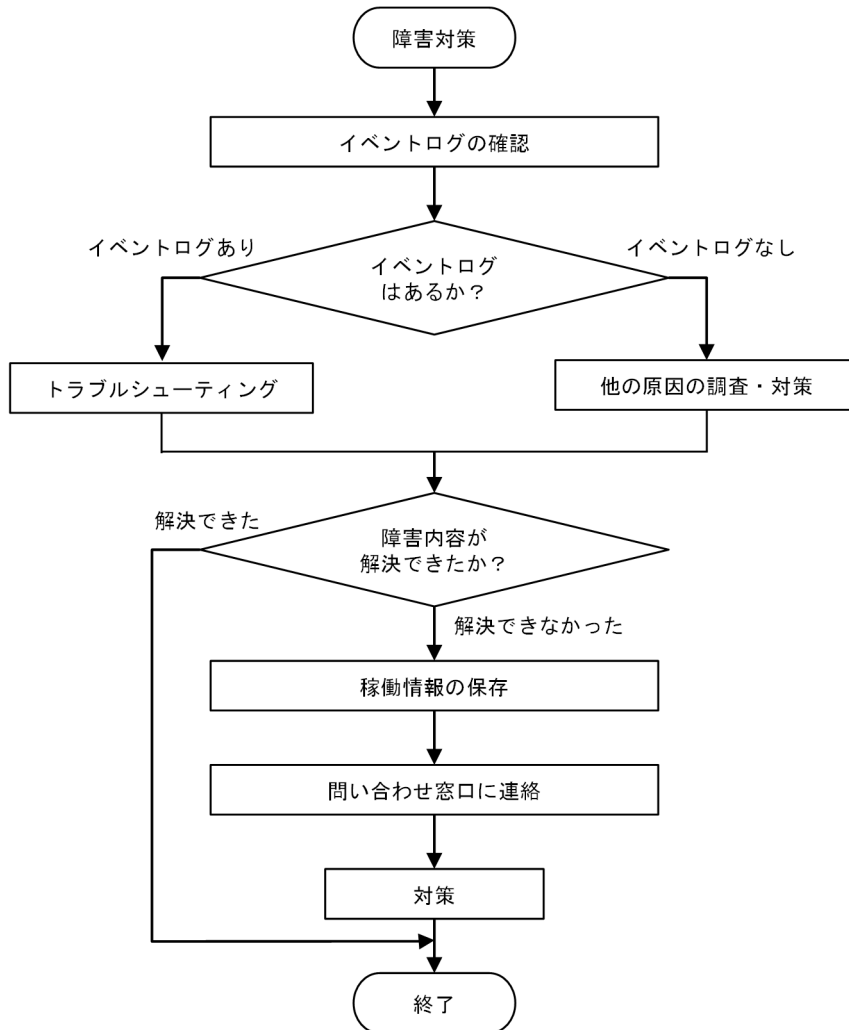 障害対策
イベントログの確認
イベントログあり
イベントログなし
イベントログ
はあるか？
トラブルシューティング
他の原因の調査・対策
解決できた
障害内容が
解決できたか？
解決できなかった
稼働情報の保存
問い合わせ窓口に連絡
対策
終了